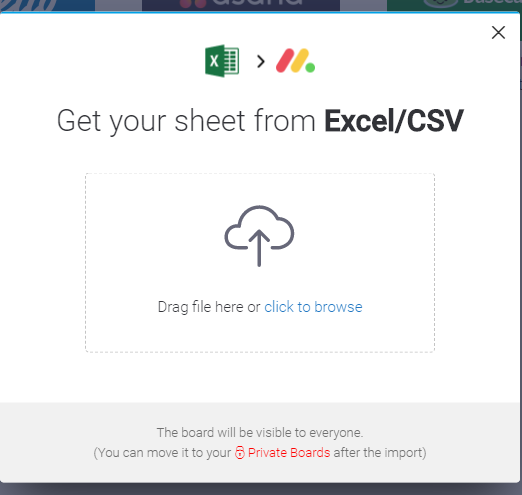 asana
Get your sheet from Excel/CSV
Drag file here or click to browse
The board will be visible to everyone.
(You can move it to your Private Boards after the import)